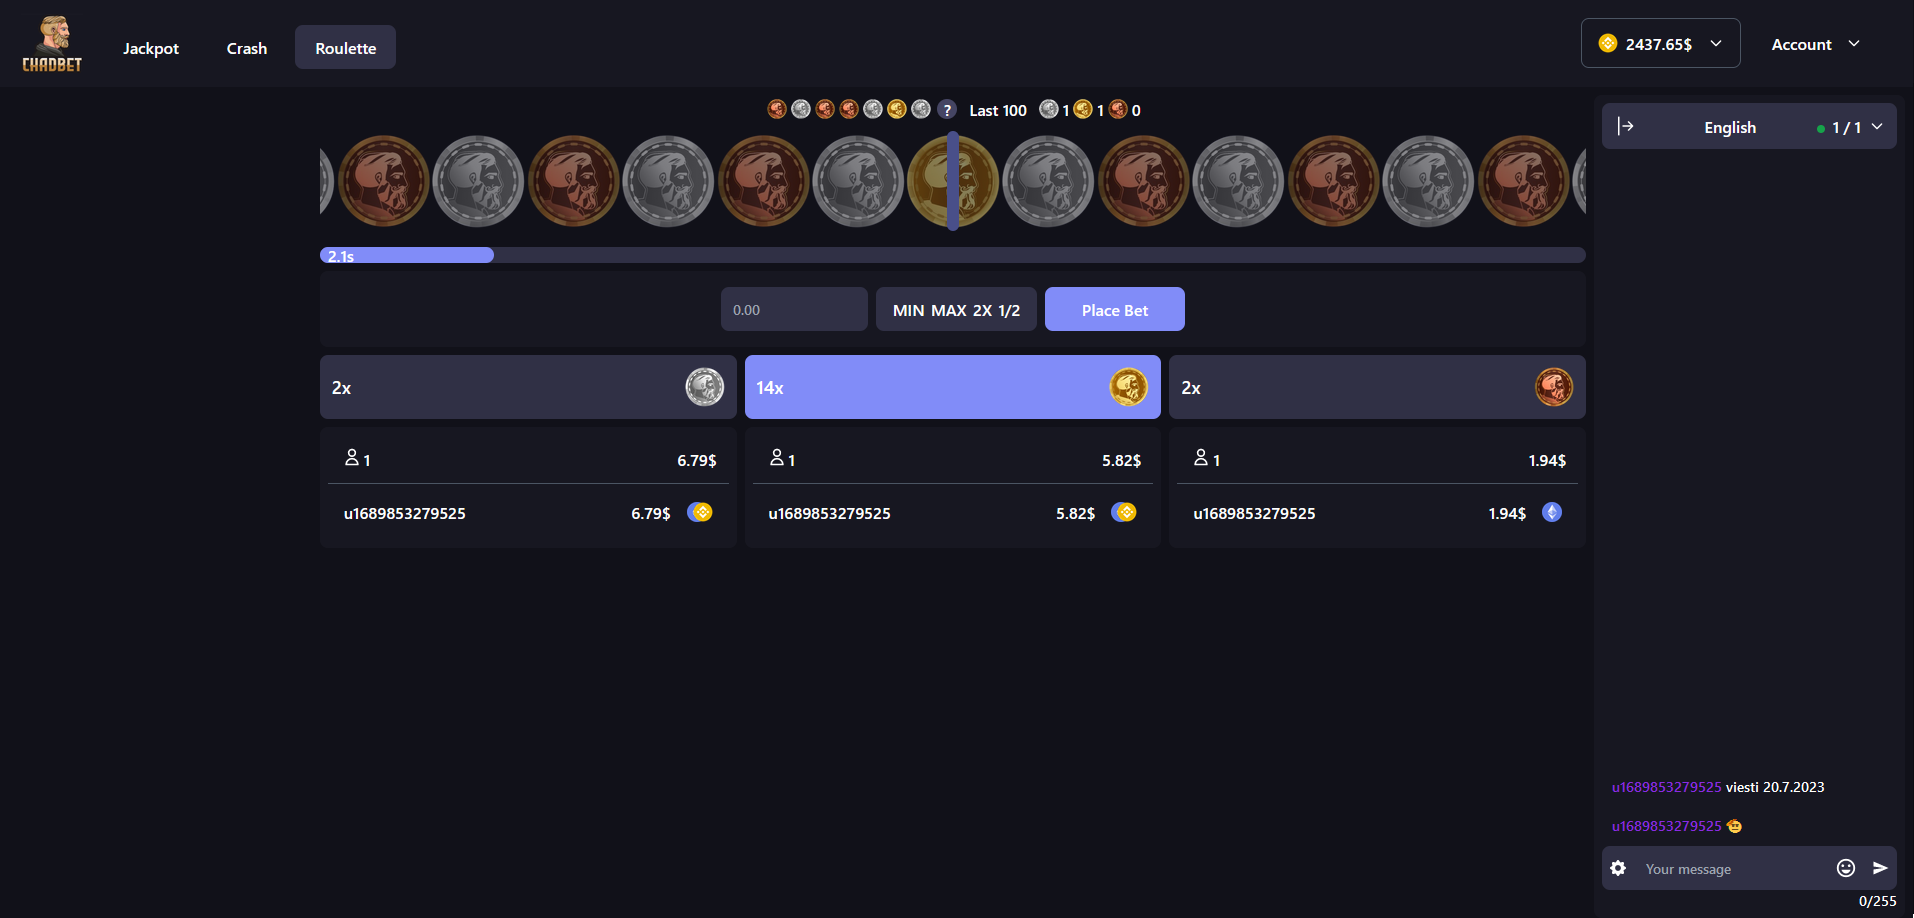 CHADBET
Jackpot Crash Roulette
2437.65$ Account
? Last 100 1 1 0
English 1 / 1
2.1s
0.00 MIN MAX 2X 1/2 Place Bet
2x 14x 2x
1 6.79$ 1 5.82$ 1 1.94$
u1689853279525 6.79$ u1689853279525 5.82$ u1689853279525 1.94$
u1689853279525 viesti 20.7.2023
u1689853279525
Your message
0/255